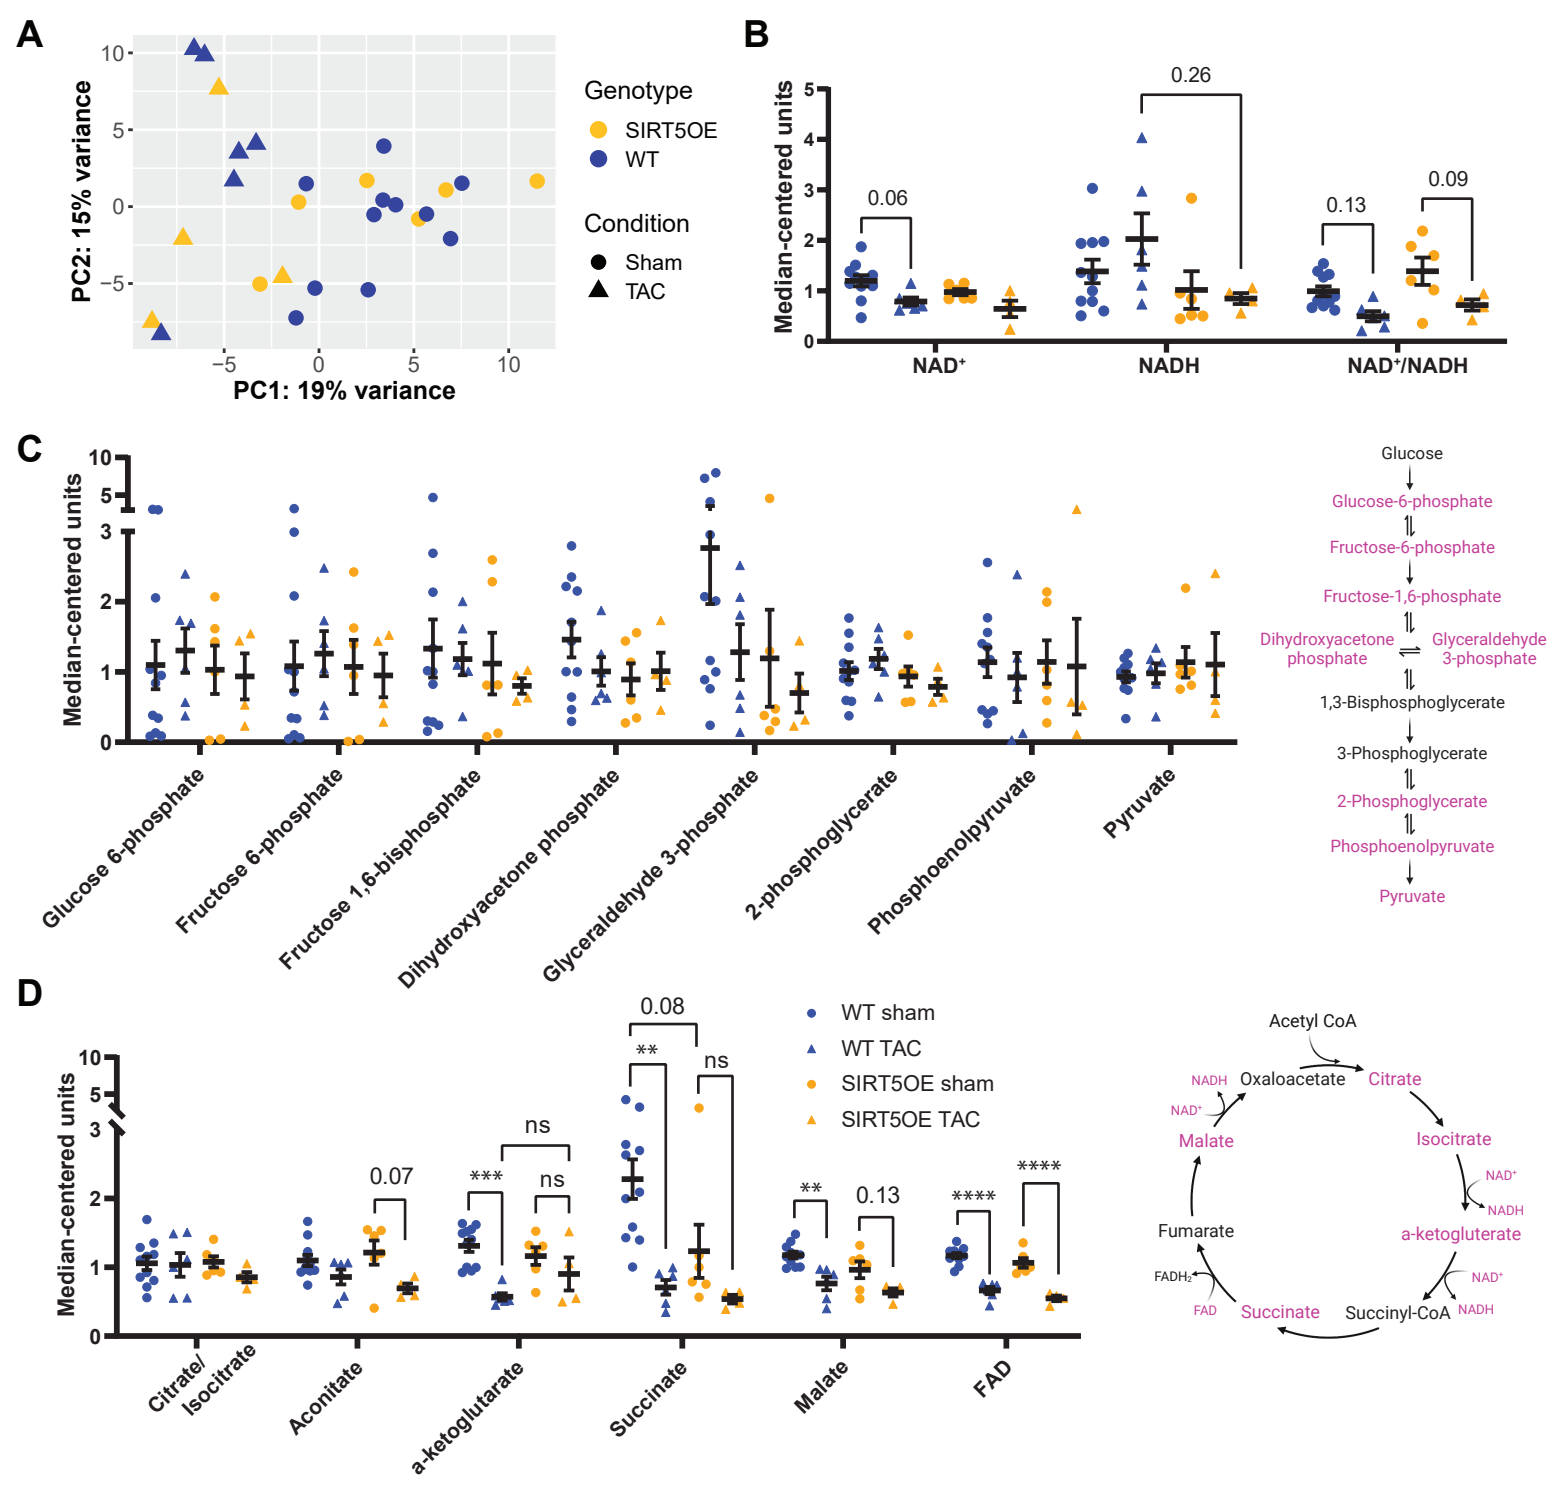 A
PC2: 15% variance
10
5
0
−5
−5
0
5
10
PC1: 19% variance
Genotype
SIRT5OE
WT
Condition
Sham
TAC
B
Median-centered units
5
4
3
2
1
0
0.06
0.26
0.13
0.09
NAD⁺
NADH
NAD⁺/NADH
C
Median-centered units
10
5
3
2
1
0
Glucose 6-phosphate
Fructose 6-phosphate
Fructose 1,6-bisphosphate
Dihydroxyacetone phosphate
Glyceraldehyde 3-phosphate
2-phosphoglycerate
Phosphoenolpyruvate
Pyruvate
Glucose
Glucose-6-phosphate
Fructose-6-phosphate
Fructose-1,6-phosphate
Dihydroxyacetone
phosphate
Glyceraldehyde
3-phosphate
1,3-Bisphosphoglycerate
3-Phosphoglycerate
2-Phosphoglycerate
Phosphoenolpyruvate
Pyruvate
D
Median-centered units
10
5
3
2
1
0
0.07
***
ns
ns
0.08
**
ns
**
0.13
****
****
WT sham
WT TAC
SIRT5OE sham
SIRT5OE TAC
Citrate/
Isocitrate
Aconitate
a-ketoglutarate
Succinate
Malate
FAD
Acetyl CoA
Oxaloacetate
Citrate
Isocitrate
NAD⁺
NADH
a-ketogluterate
NAD⁺
NADH
Succinyl-CoA
Succinate
FAD
FADH₂
Fumarate
Malate
NAD⁺
NADH